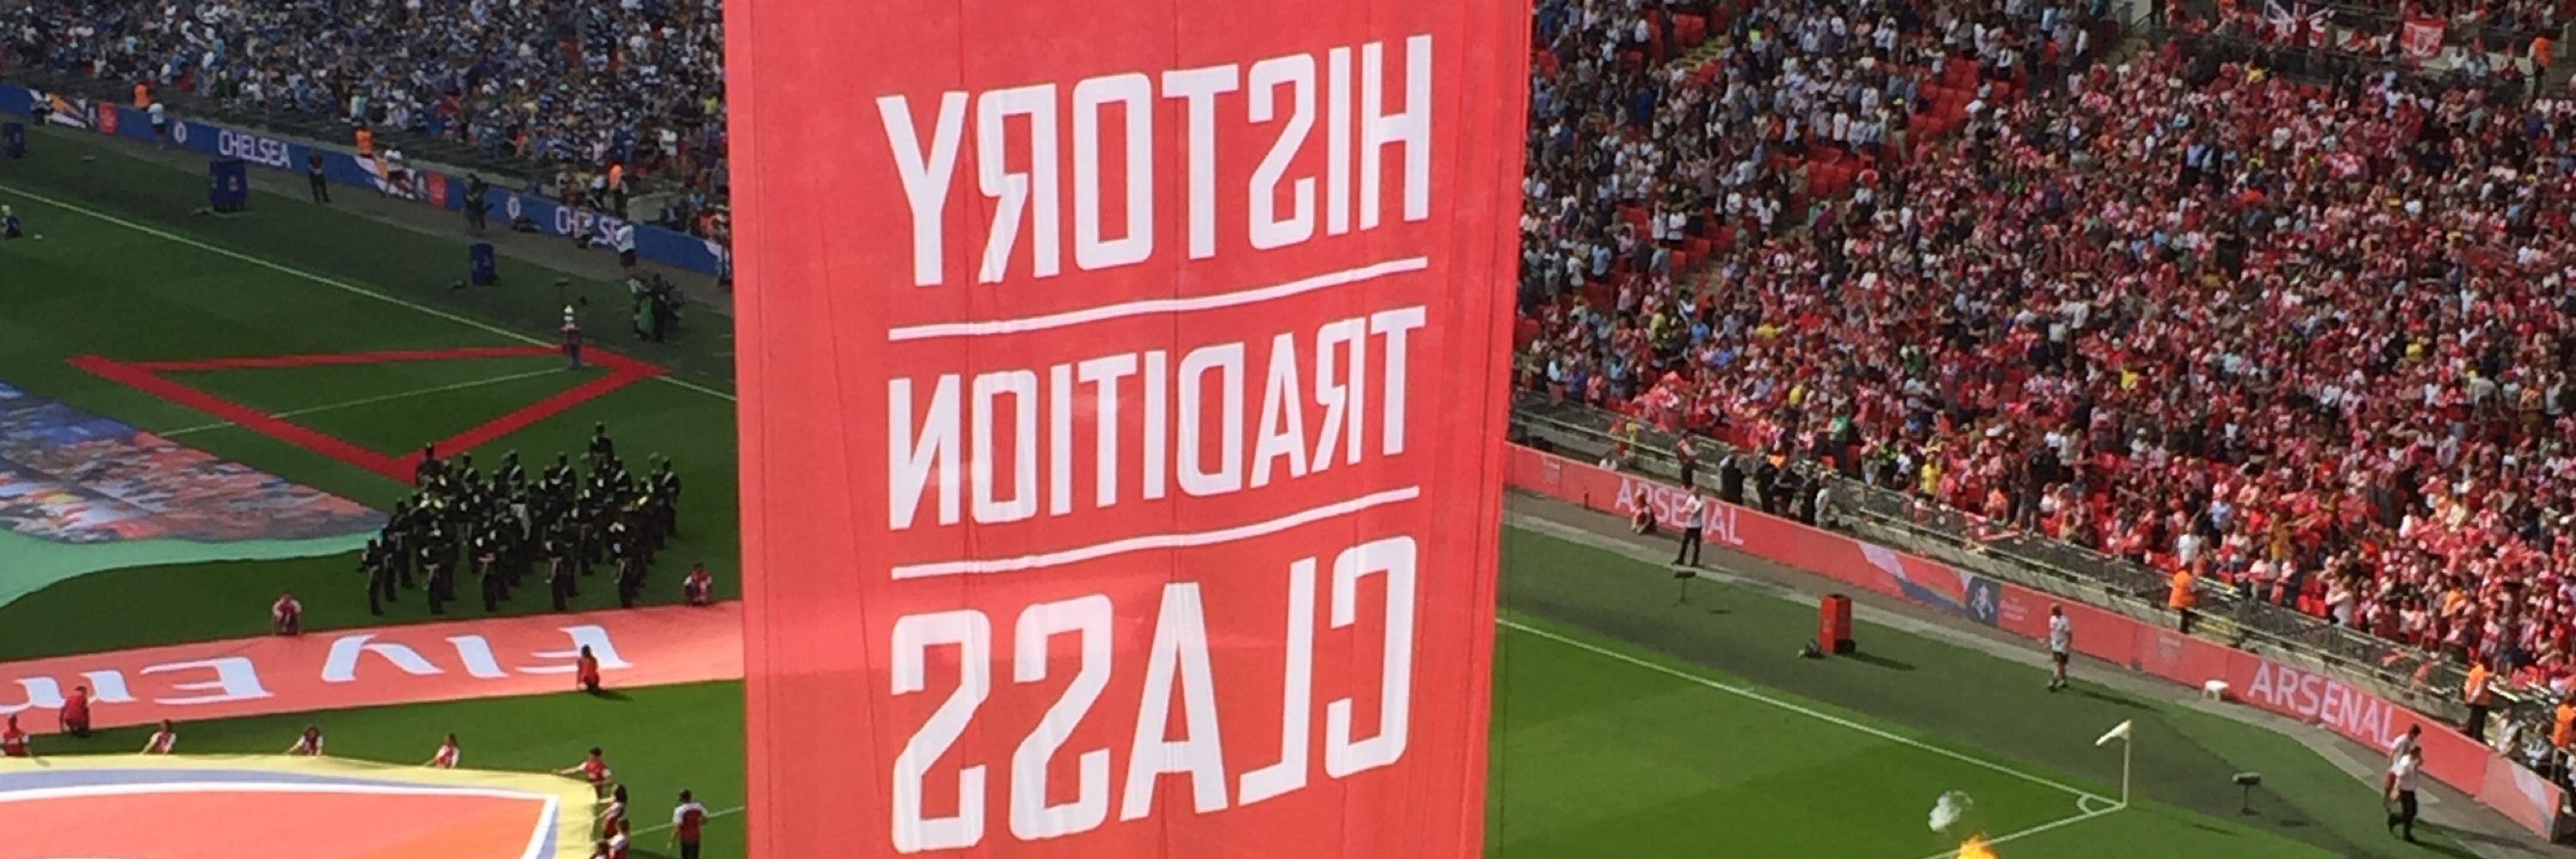 CHELSEA
HISTORY
TRADITION
CLASS
ARSENAL
ARSENAL